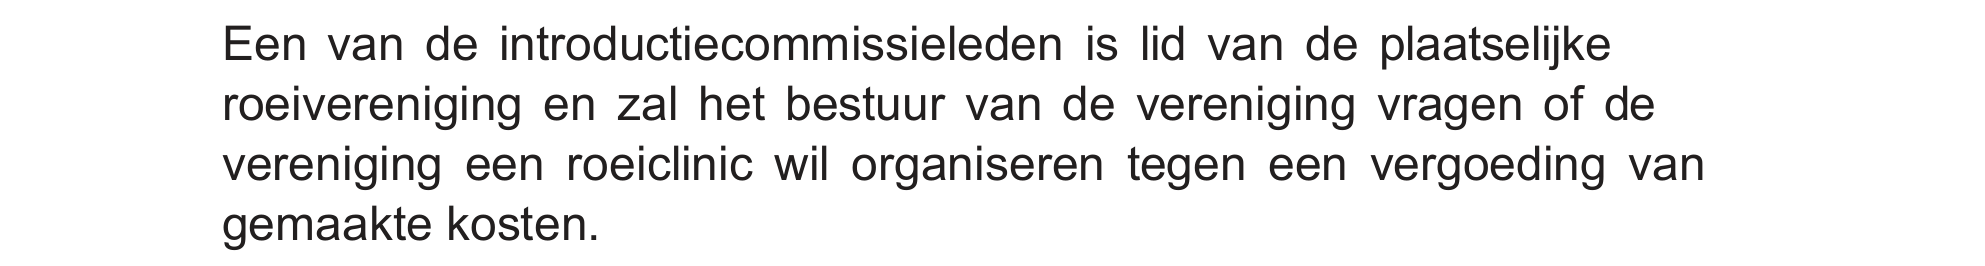 Een van de introductiecommissieleden is lid van de plaatselijke
roeivereniging en zal het bestuur van de vereniging vragen of de
vereniging een roeiclinic wil organiseren tegen een vergoeding van
gemaakte kosten.